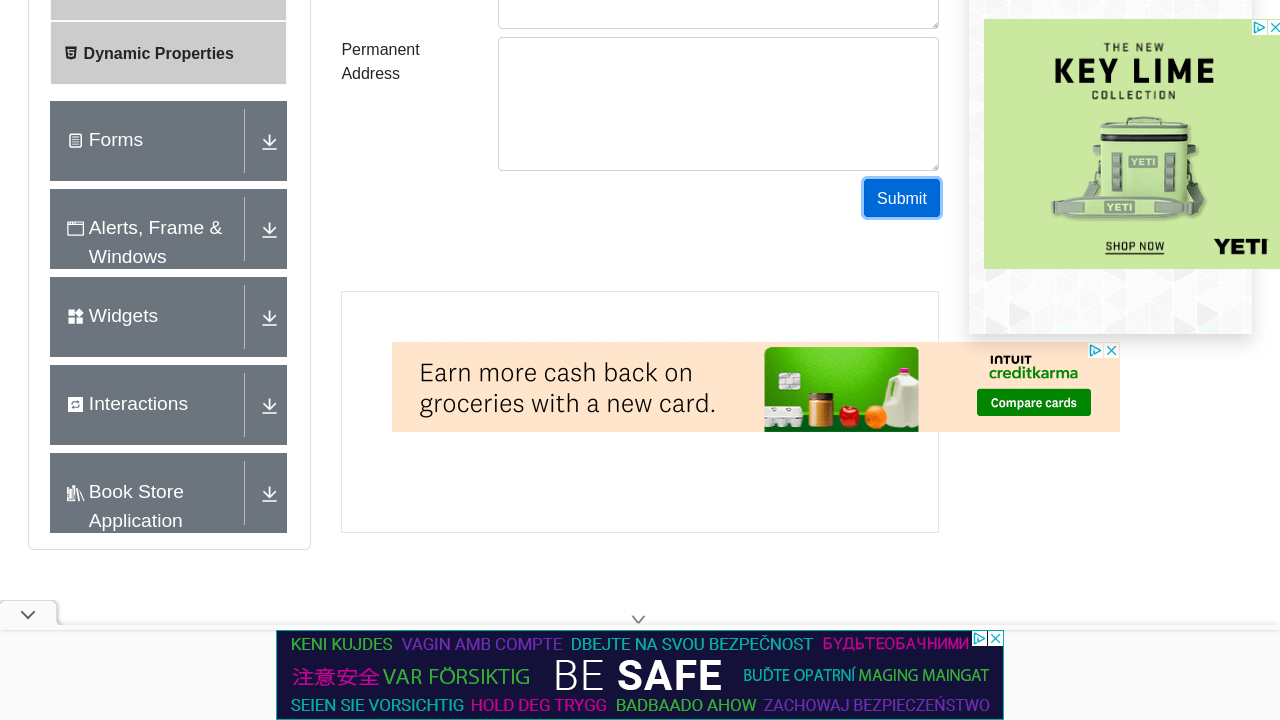 Dynamic Properties
Forms
Alerts, Frame &
Windows
Widgets
Interactions
Book Store
Application
Permanent
Address
Submit
THE NEW
KEY LIME
COLLECTION
YETI
YETI
SHOP NOW
YETI
Earn more cash back on
groceries with a new card.
INTUIT
creditkarma
Compare cards
KENI KUJDES VAGIN AMB COMPTE DBEJTE NA SVOU BEZPEČNOST БУДЬТЕОБАЧНИМИ
注意安全 VAR FÖRSIKTIG BE SAFE BUĎTE OPATRNÍ MAGING MAINGAT
SEIEN SIE VORSICHTIG HOLD DEG TRYGG BADBAADO AHOW ZACHOWAJ BEZPIECZEŃSTWO